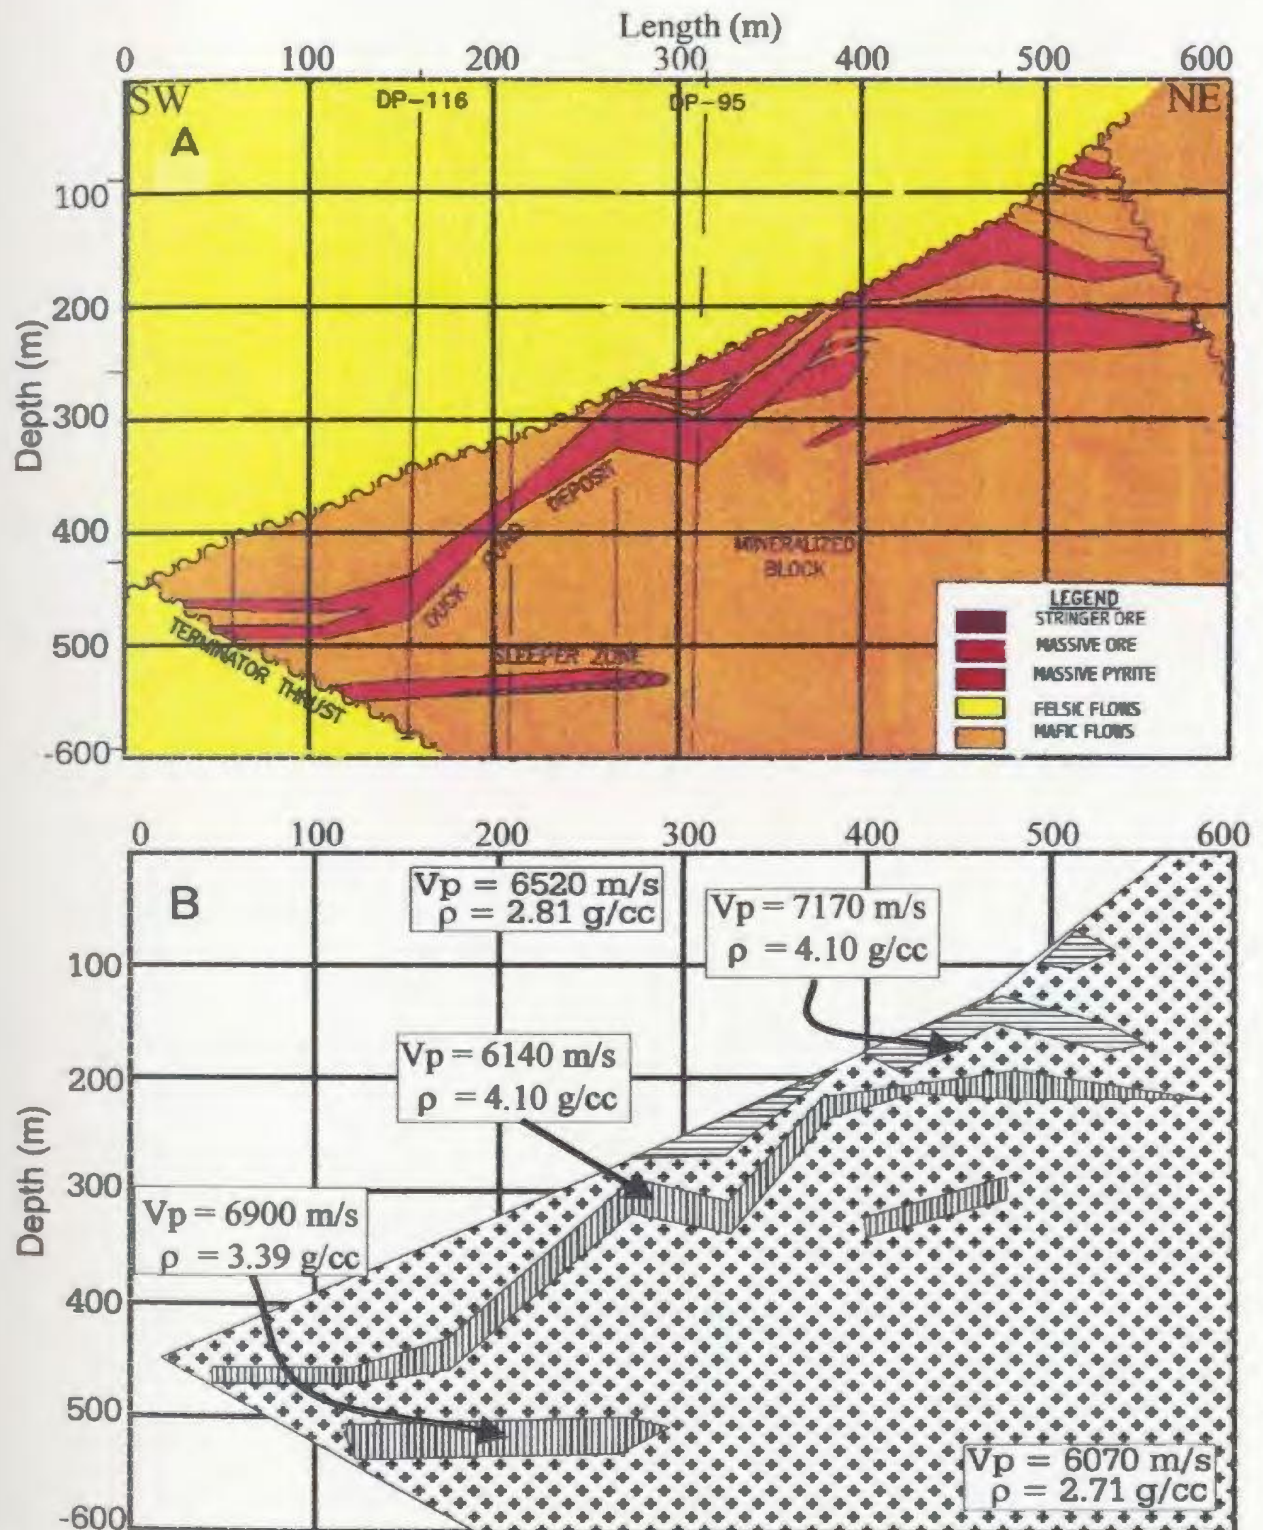 Length (m)
0 100 200 300 400 500 600
SW DP-116 DP-95 NE
A
100
200
300
400
500
-600
Depth (m)
DUCK POND DEPOSIT
MINERALIZED
BLOCK
SLEEPER ZONE
TERMINATOR THRUST
LEGEND
STRINGER ORE
MASSIVE ORE
MASSIVE PYRITE
FELSIC FLOWS
MAFIC FLOWS
0 100 200 300 400 500 600
B
Vp = 6520 m/s
ρ = 2.81 g/cc
Vp = 7170 m/s
ρ = 4.10 g/cc
Vp = 6140 m/s
ρ = 4.10 g/cc
Vp = 6900 m/s
ρ = 3.39 g/cc
Vp = 6070 m/s
ρ = 2.71 g/cc
100
200
300
400
500
-600
Depth (m)